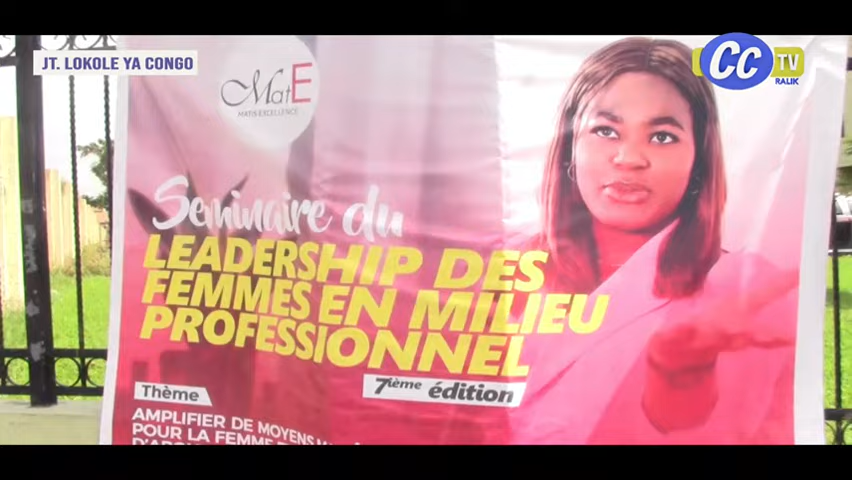 JT. LOKOLE YA CONGO
CC TV
RALIK
MatE
MATIS EXCELLENCE
Seminaire du
LEADERSHIP DES
FEMMES EN MILIEU
PROFESSIONNEL
7ième édition
Thème
AMPLIFIER DE MOYENS
POUR LA FEMME